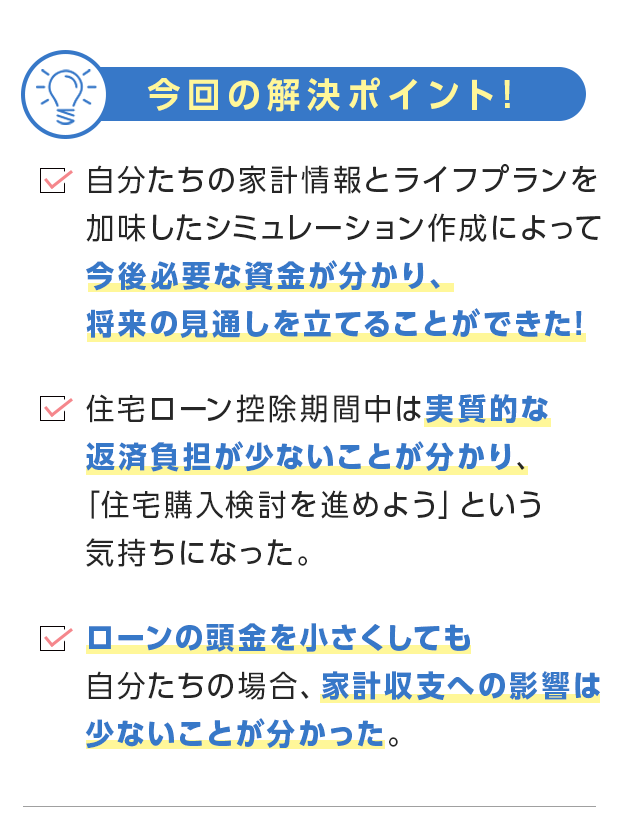 今回の解決ポイント!
自分たちの家計情報とライフプランを
加味したシミュレーション作成によって
今後必要な資金が分かり、
将来の見通しを立てることができた!
住宅ローン控除期間中は実質的な
返済負担が少ないことが分かり、
「住宅購入検討を進めよう」という
気持ちになった。
ローンの頭金を小さくしても
自分たちの場合、家計収支への影響は
少ないことが分かった。